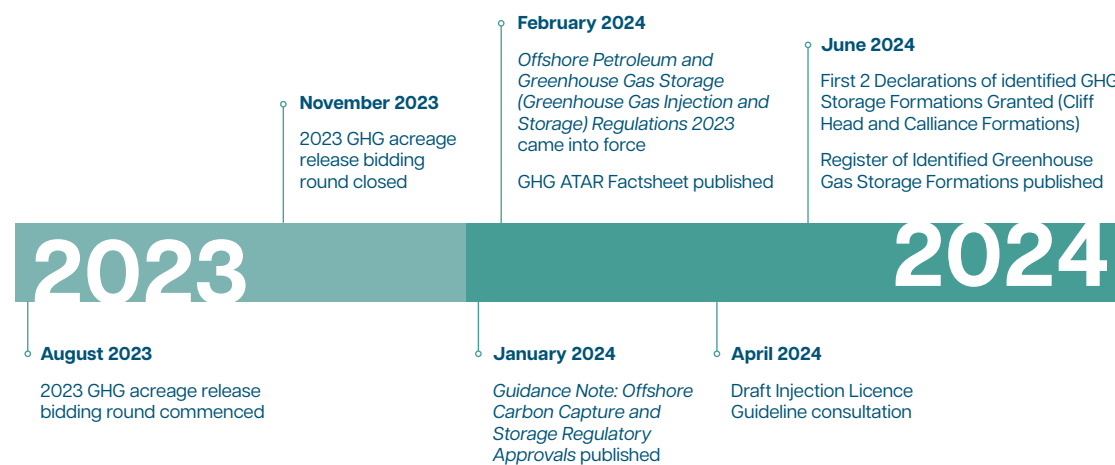 February 2024
Offshore Petroleum and
Greenhouse Gas Storage
(Greenhouse Gas Injection and
Storage) Regulations 2023
came into force
GHG ATAR Factsheet published
June 2024
First 2 Declarations of identified GHG
Storage Formations Granted (Cliff
Head and Calliance Formations)
Register of Identified Greenhouse
Gas Storage Formations published
November 2023
2023 GHG acreage
release bidding
round closed
2023
2024
August 2023
2023 GHG acreage release
bidding round commenced
January 2024
Guidance Note: Offshore
Carbon Capture and
Storage Regulatory
Approvals published
April 2024
Draft Injection Licence
Guideline consultation